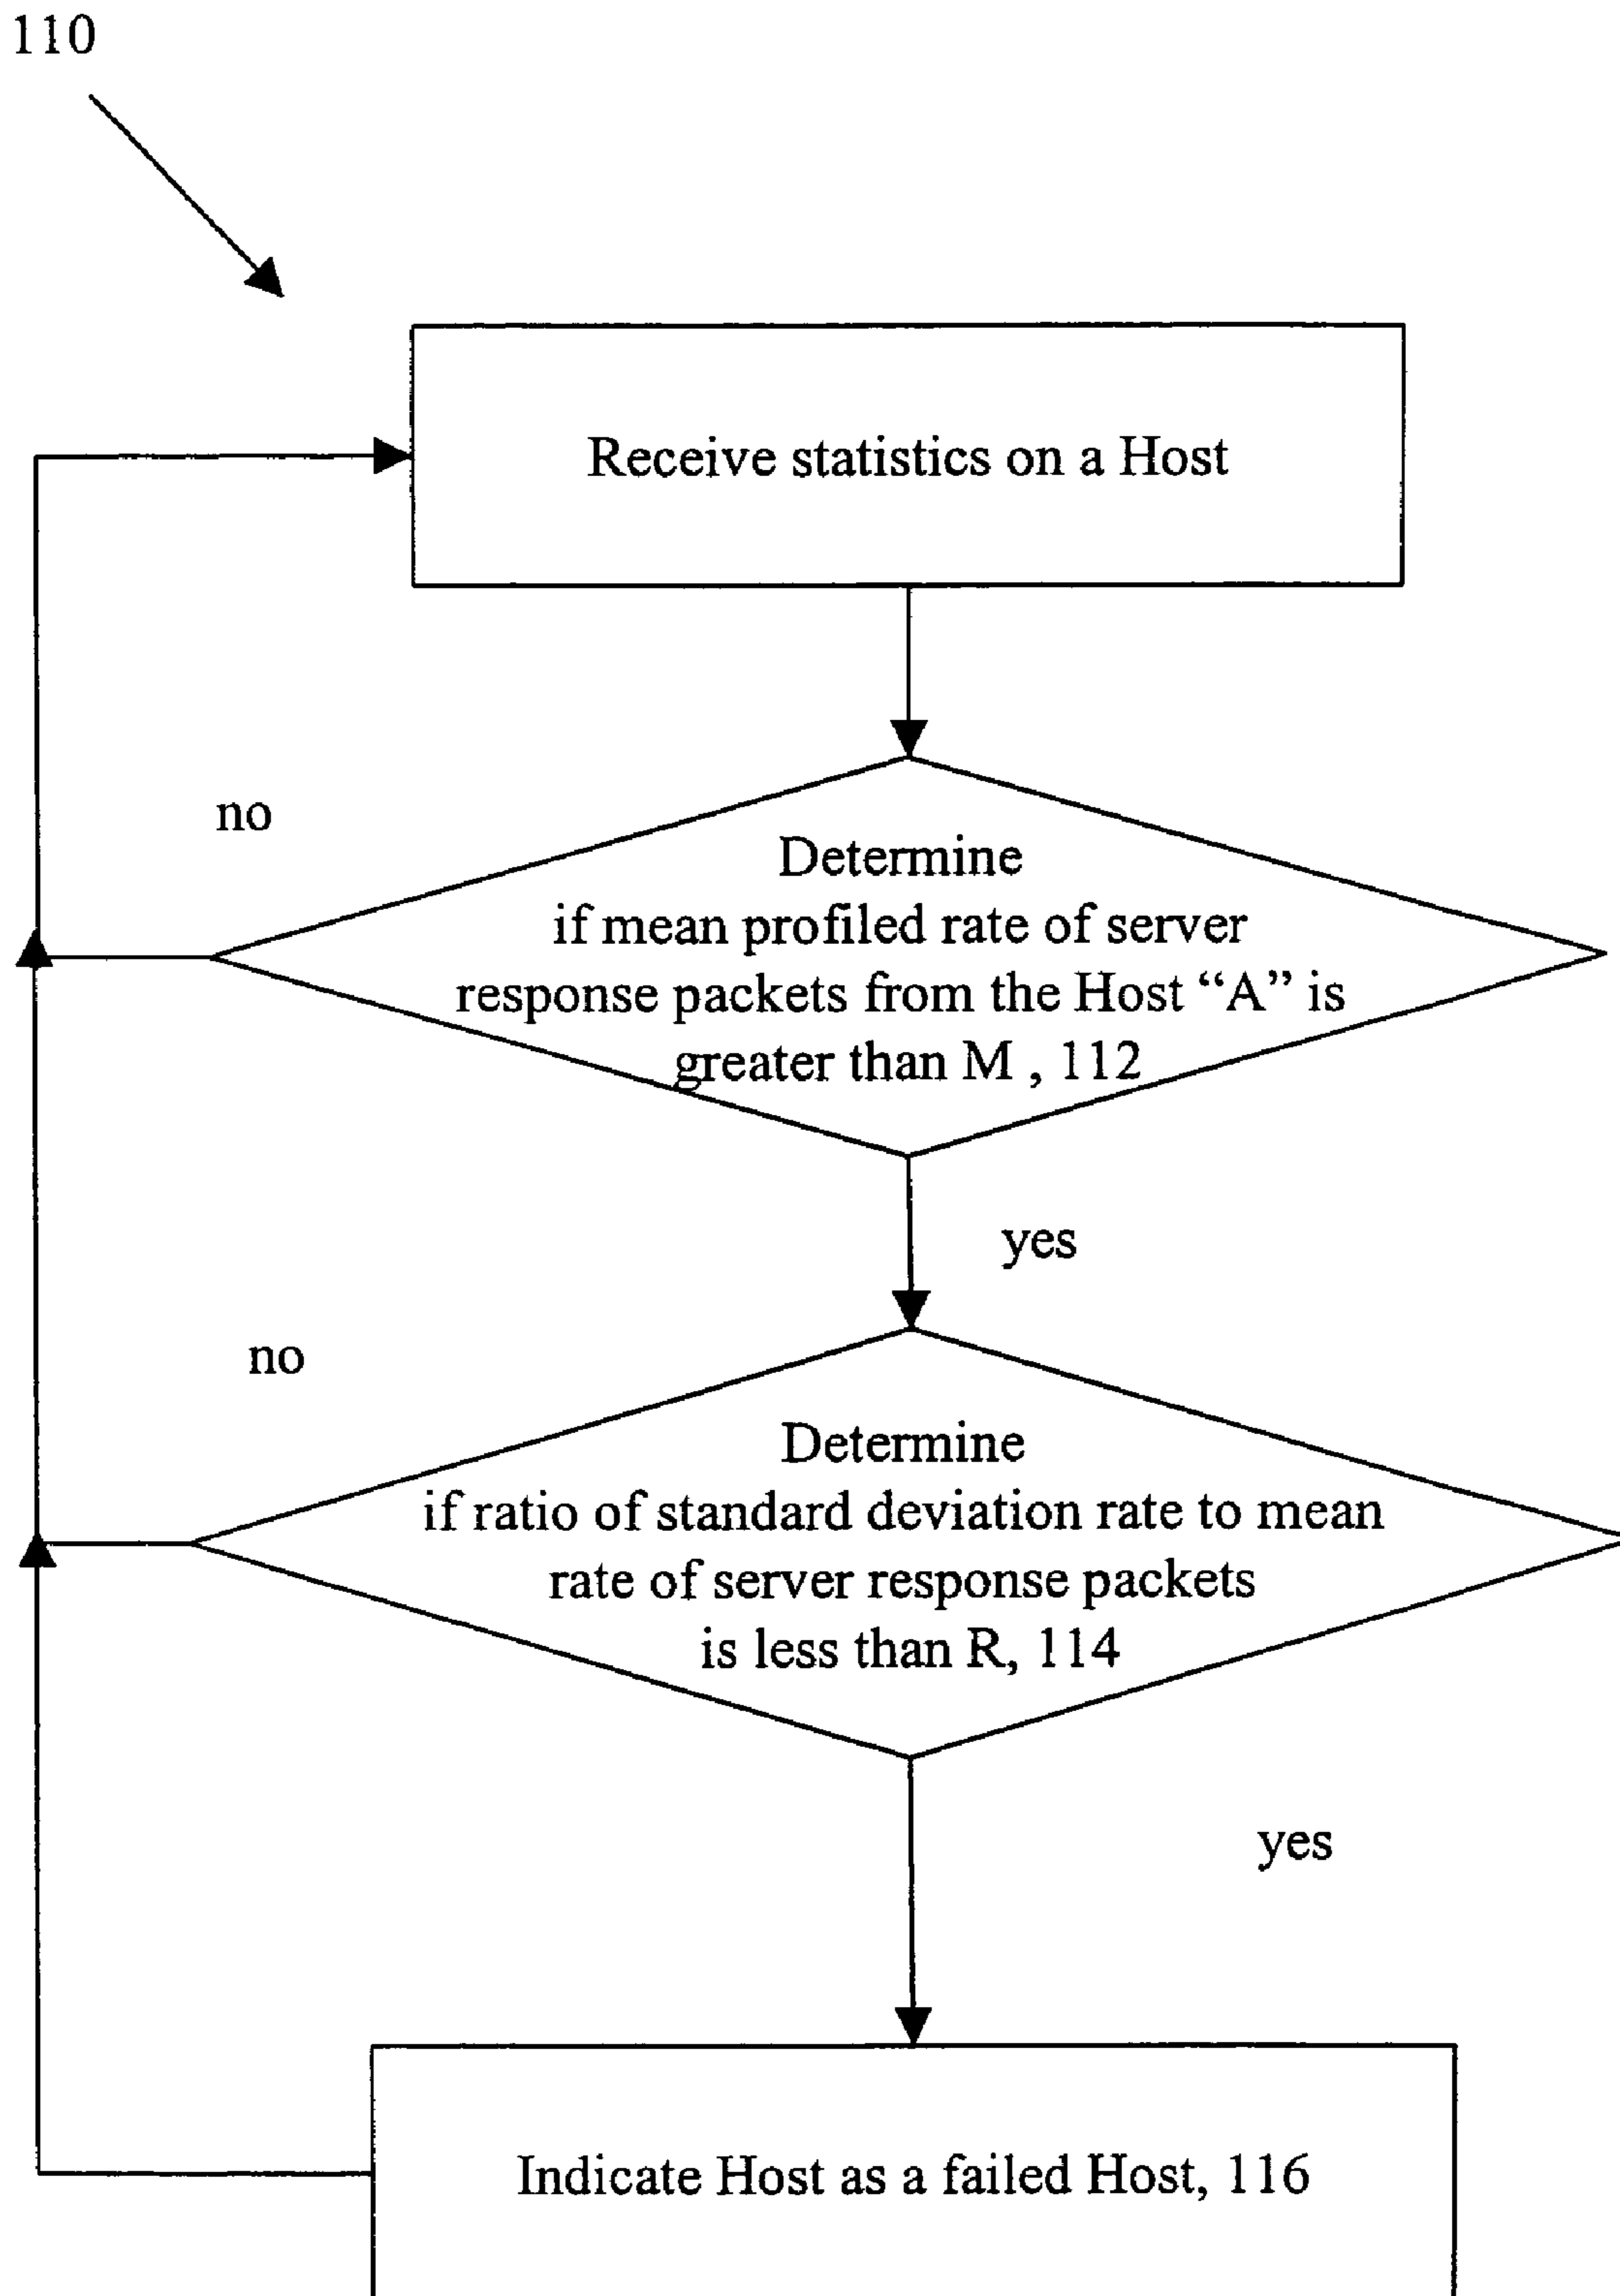 110
Receive statistics on a Host
no
Determine
if mean profiled rate of server
response packets from the Host “A” is
greater than M , 112
yes
no
Determine
if ratio of standard deviation rate to mean
rate of server response packets
is less than R, 114
yes
Indicate Host as a failed Host, 116